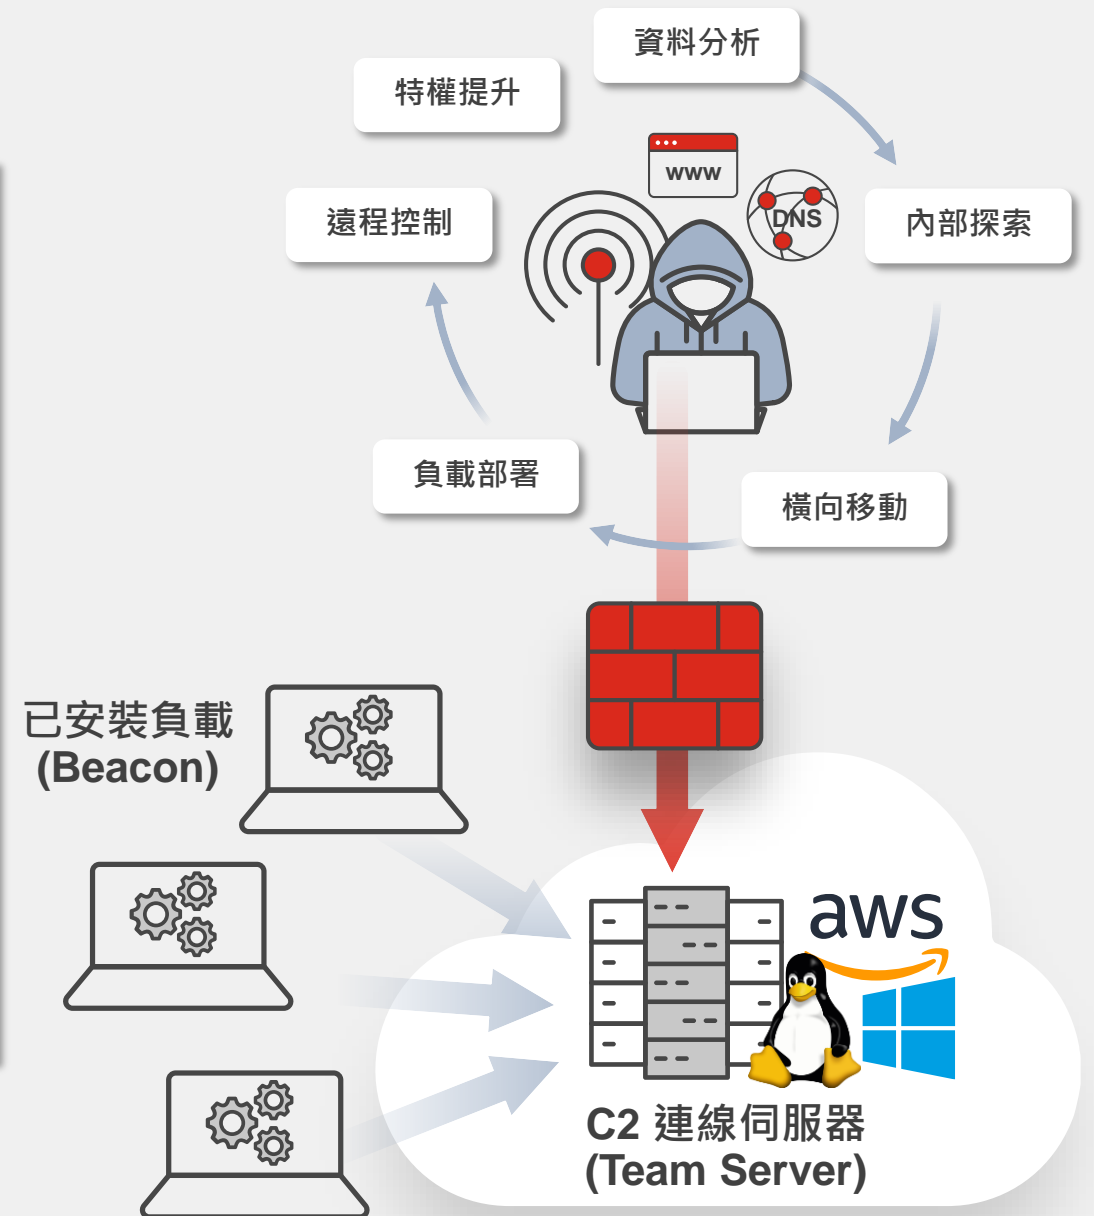 資料分析
特權提升
www
DNS
遠程控制
內部探索
負載部署
橫向移動
已安裝負載
(Beacon)
aws
C2 連線伺服器
(Team Server)